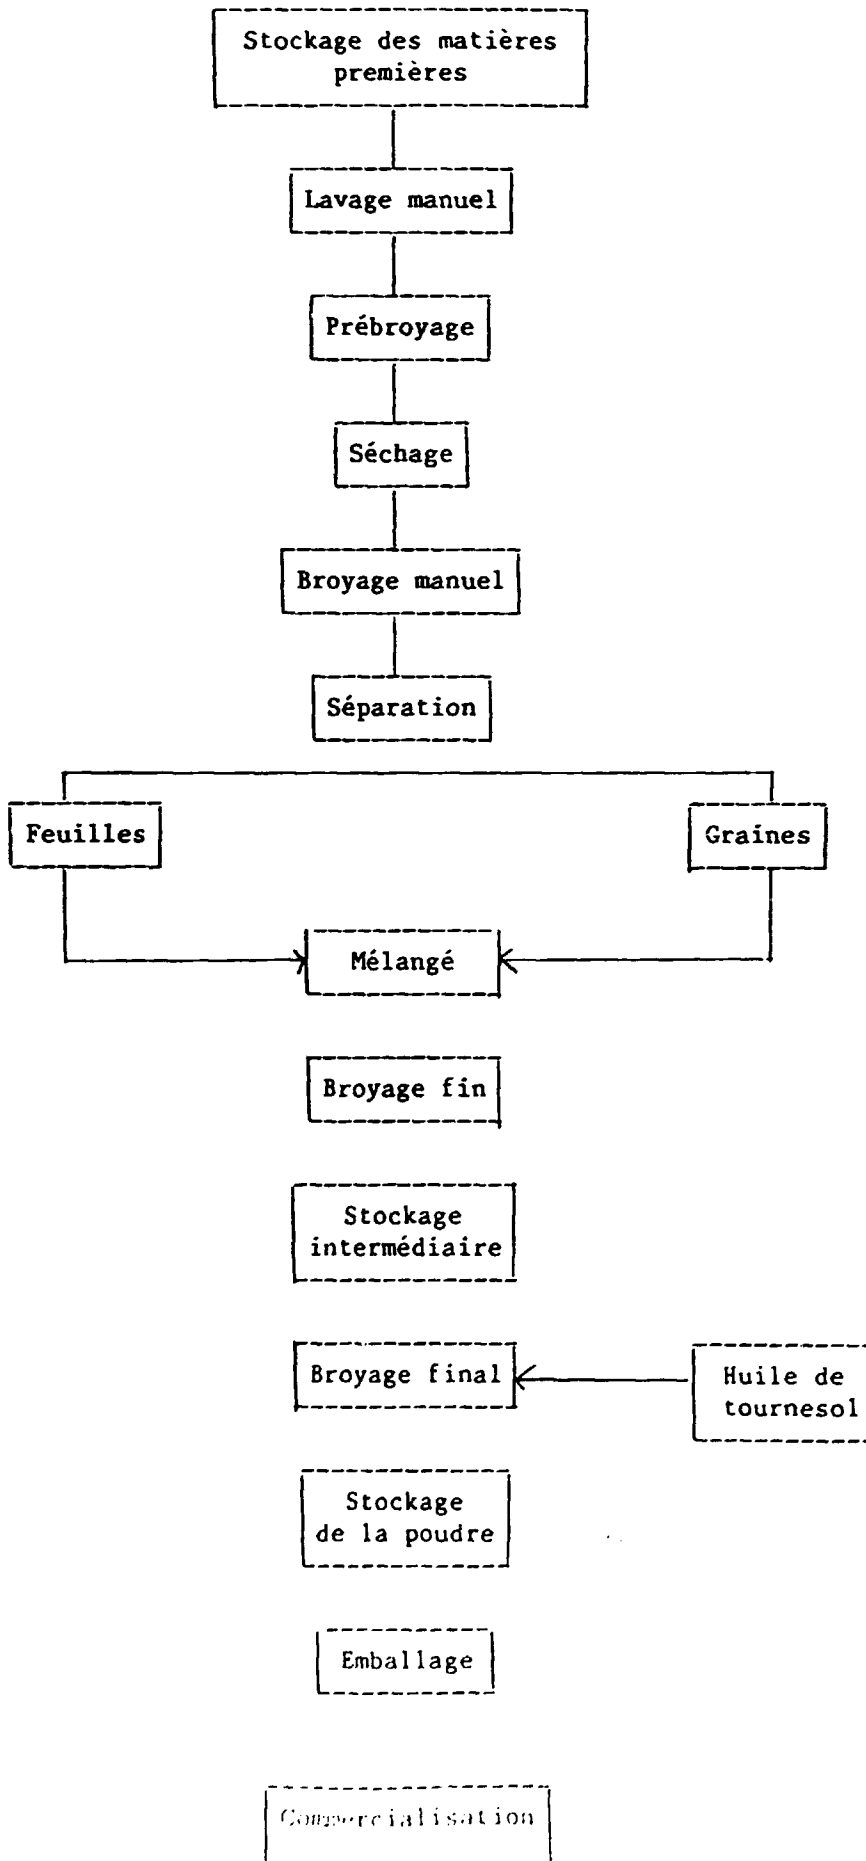 Stockage des matières
premières
Lavage manuel
Prébroyage
Séchage
Broyage manuel
Séparation
Feuilles
Graines
Mélangé
Broyage fin
Stockage
intermédiaire
Broyage final
Huile de
tournesol
Stockage
de la poudre
Emballage
Commercialisation